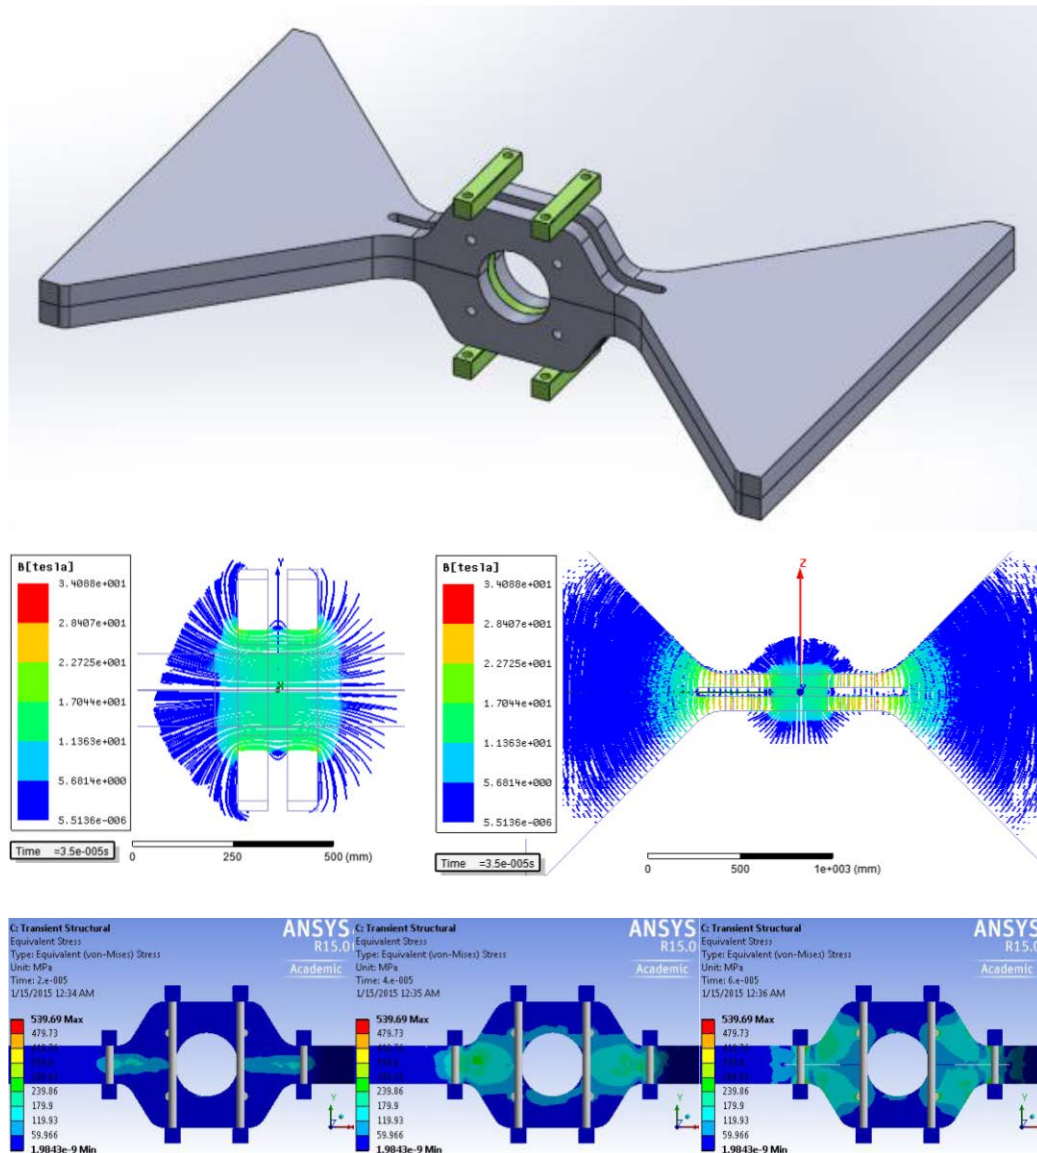 B[tesla]
3.4088e+001
2.8407e+001
2.2725e+001
1.7044e+001
1.1363e+001
5.6814e+000
5.5136e-006
Time =3.5e-005s
Y
X
0 250 500 (mm)
B[tesla]
3.4088e+001
2.8407e+001
2.2725e+001
1.7044e+001
1.1363e+001
5.6814e+000
5.5136e-006
Time =3.5e-005s
Z
0 500 1e+003 (mm)
C: Transient Structural
Equivalent Stress
Type: Equivalent (von-Mises) Stress
Unit: MPa
Time: 2.e-005
1/15/2015 12:34 AM
ANSYS
R15.0
Academic
539.69 Max
479.73
239.86
179.9
119.93
59.966
1.9843e-9 Min
Y
Z
C: Transient Structural
Equivalent Stress
Type: Equivalent (von-Mises) Stress
Unit: MPa
Time: 4.e-005
1/15/2015 12:35 AM
ANSYS
R15.0
Academic
539.69 Max
479.73
239.86
179.9
119.93
59.966
1.9843e-9 Min
Y
Z
C: Transient Structural
Equivalent Stress
Type: Equivalent (von-Mises) Stress
Unit: MPa
Time: 6.e-005
1/15/2015 12:36 AM
ANSYS
R15.0
Academic
539.69 Max
479.73
239.86
179.9
119.93
59.966
1.9843e-9 Min
Y
Z